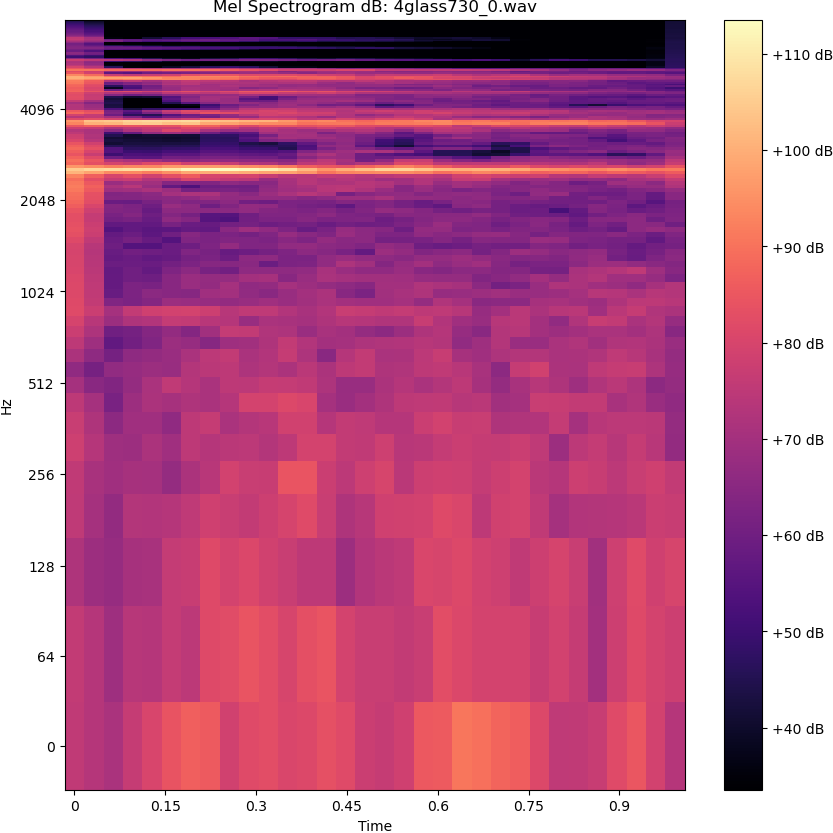 Mel Spectrogram dB: 4glass730_0.wav
4096
2048
1024
512
256
128
64
0
Hz
0
0.15
0.3
0.45
0.6
0.75
0.9
Time
+110 dB
+100 dB
+90 dB
+80 dB
+70 dB
+60 dB
+50 dB
+40 dB